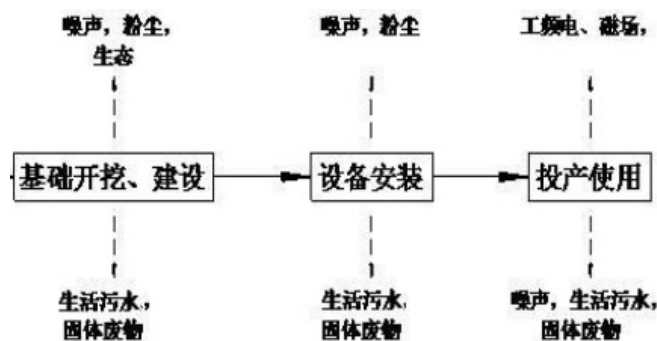 噪声，粉尘，
生态
噪声，粉尘
工频电、磁场，
基础开挖、建设
设备安装
投产使用
生活污水，
固体废物
生活污水，
固体废物
噪声，生活污水，
固体废物